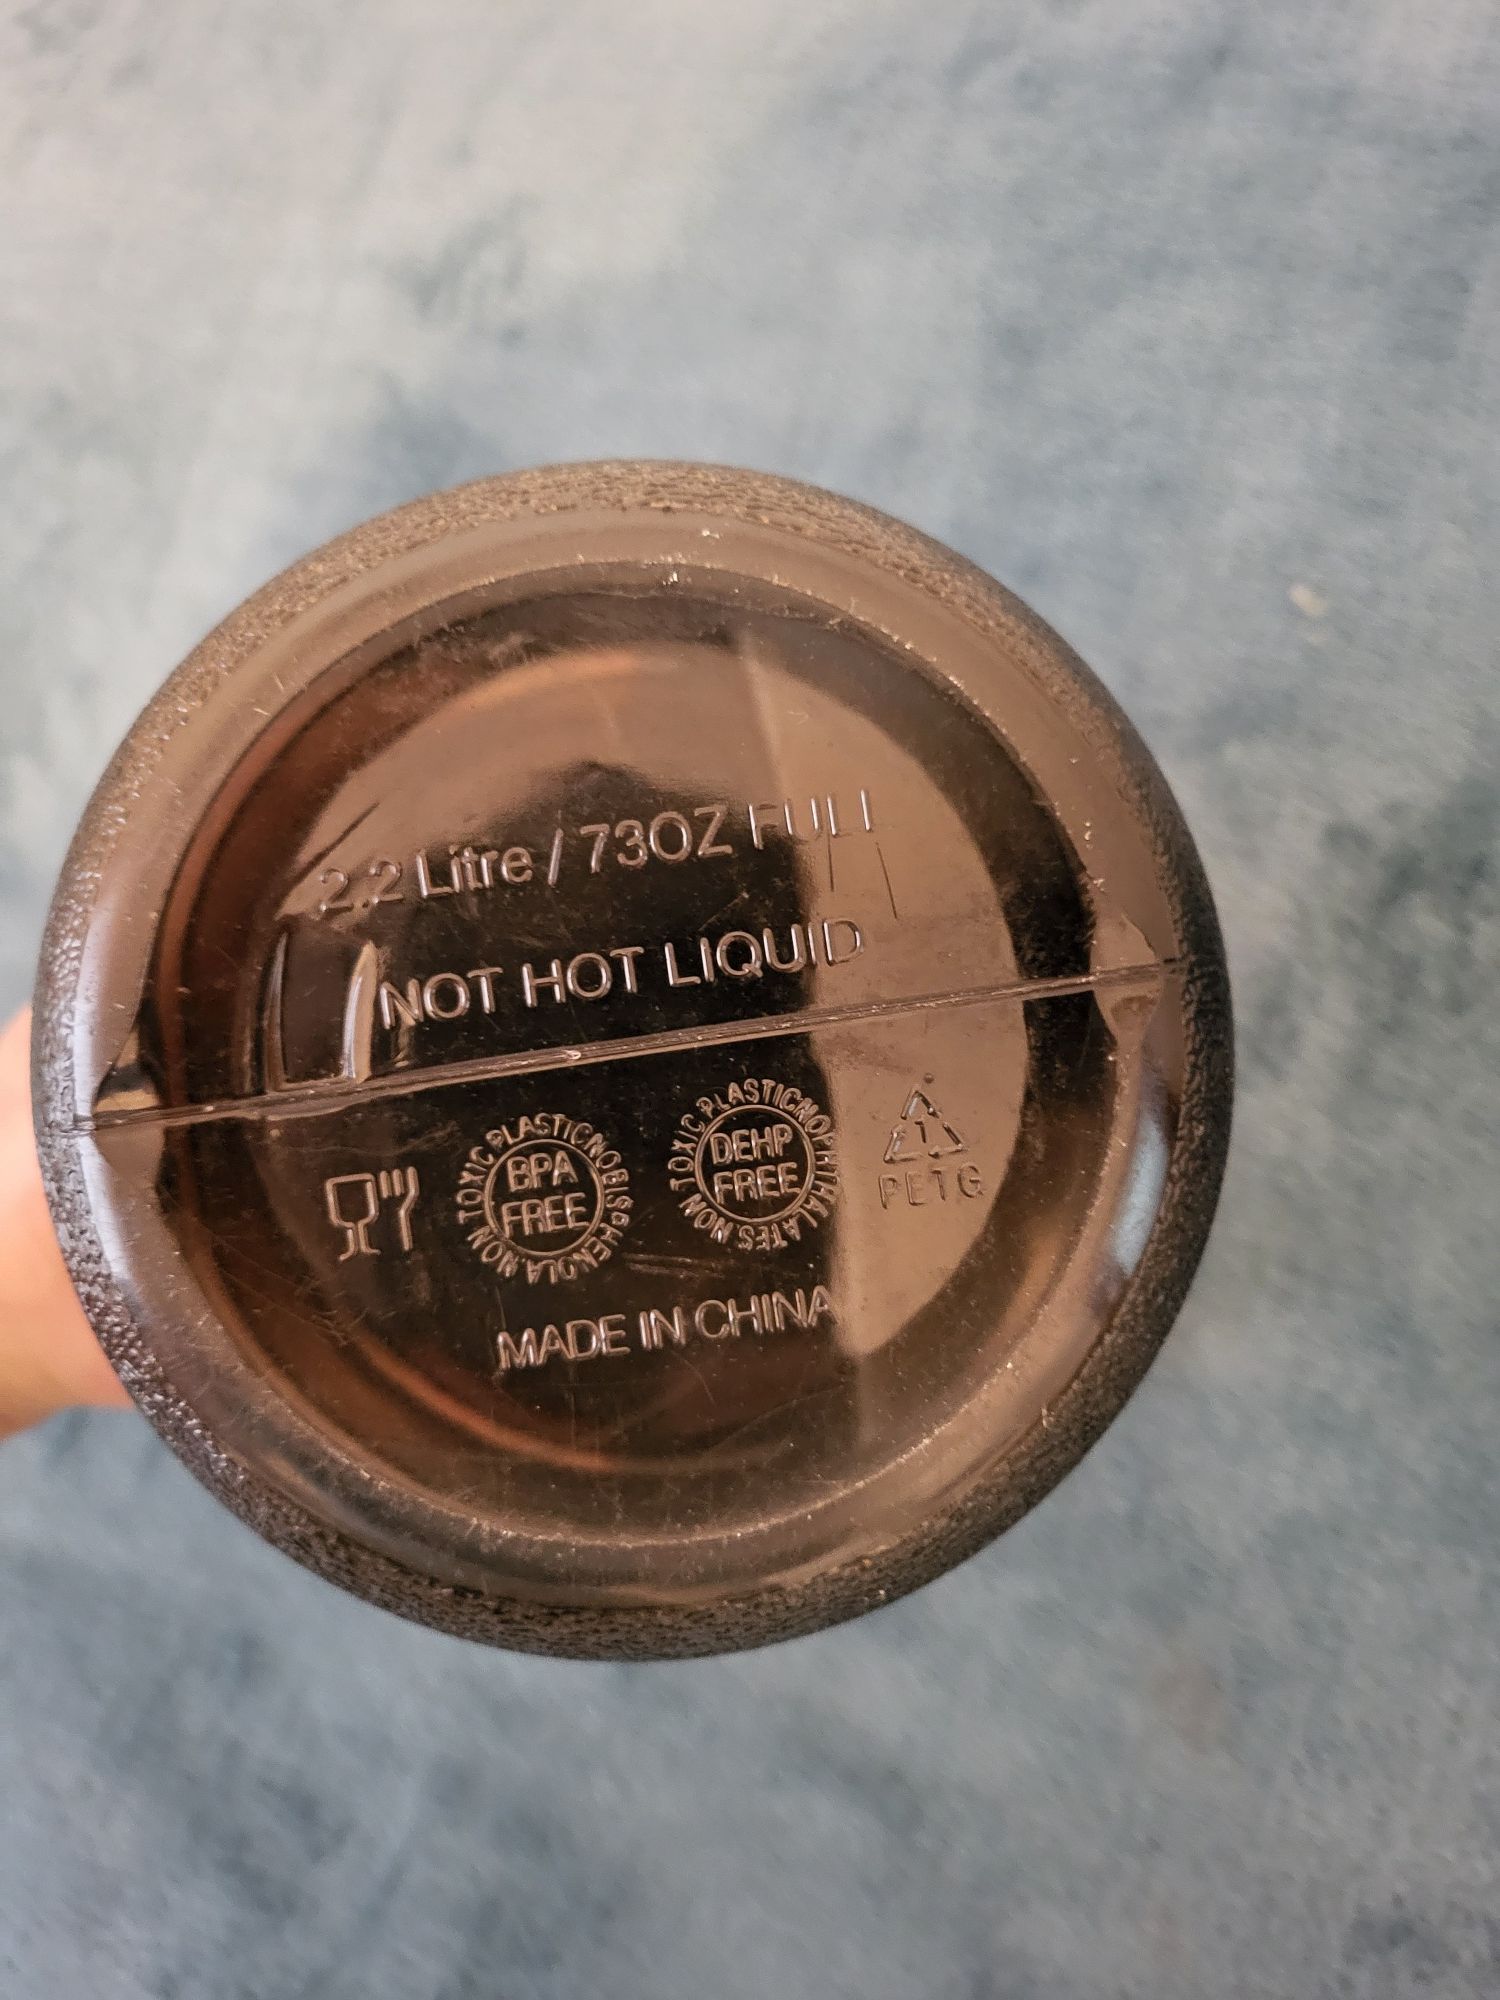 2.2 Litre / 73OZ FULL
NOT HOT LIQUID
NON TOXIC PLASTIC NO BISPHENOL A
BPA
FREE
NON TOXIC PLASTIC NO PHTHALATES
DEHP
FREE
1
PETG
MADE IN CHINA